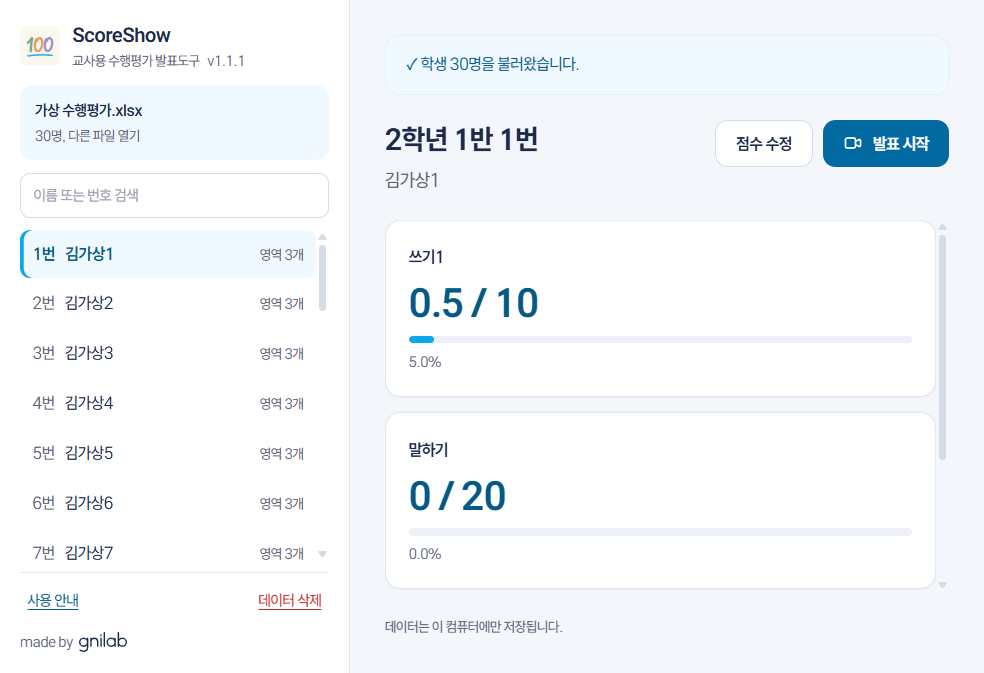 100
ScoreShow
교사용 수행평가 발표도구 v1.1.1
가상 수행평가.xlsx
30명, 다른 파일 열기
이름 또는 번호 검색
1번 김가상1 영역 3개
2번 김가상2 영역 3개
3번 김가상3 영역 3개
4번 김가상4 영역 3개
5번 김가상5 영역 3개
6번 김가상6 영역 3개
7번 김가상7 영역 3개
사용 안내 데이터 삭제
made by gnilab
✓ 학생 30명을 불러왔습니다.
2학년 1반 1번
김가상1
점수 수정
발표 시작
쓰기1
0.5 / 10
5.0%
말하기
0 / 20
0.0%
데이터는 이 컴퓨터에만 저장됩니다.